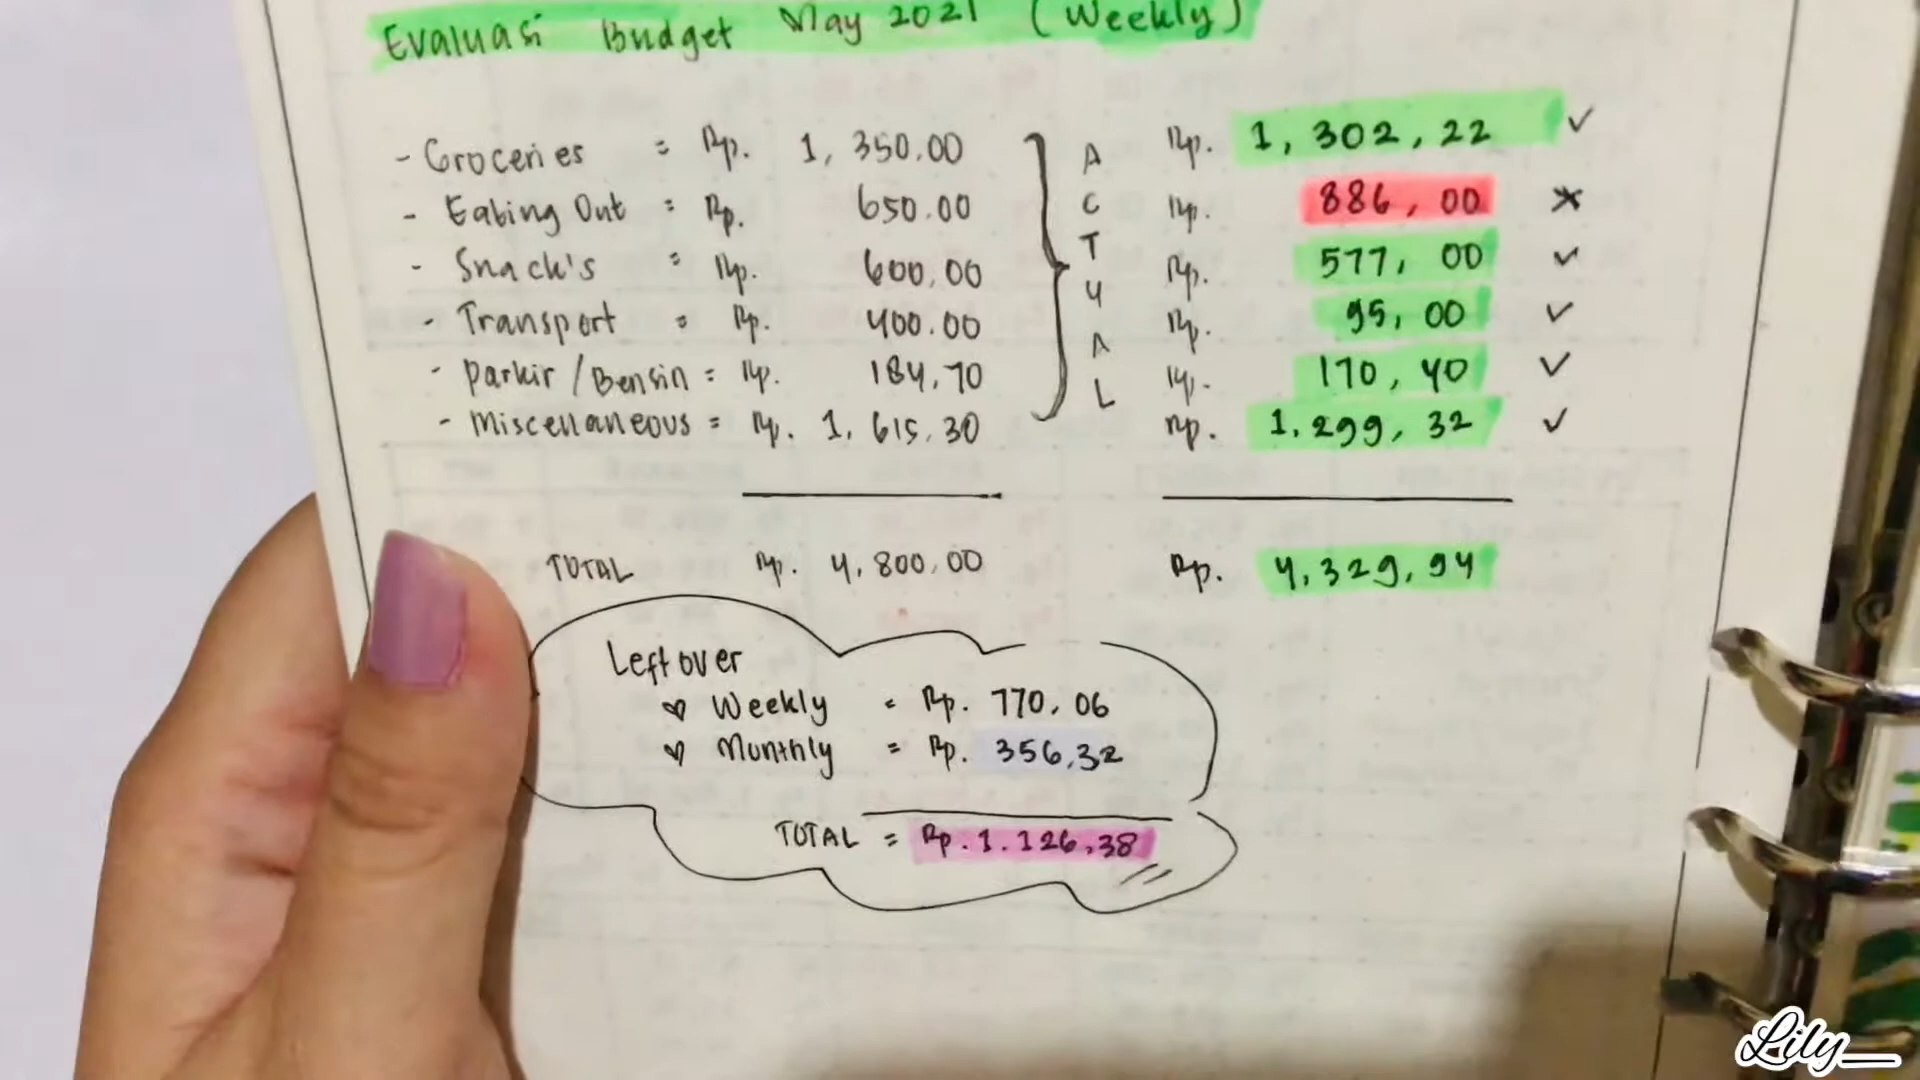 Evaluasi Budget May 2021 (Weekly)
- Groceries = Rp. 1,350.00 Rp. 1,302,22 ✓
- Eating Out = Rp. 650.00 Rp. 886,00 ✗
- Snack's = Rp. 600,00 Rp. 577,00 ✓
- Transport = Rp. 400.00 Rp. 95,00 ✓
- Parkir/Bensin = Rp. 184,70 Rp. 170,40 ✓
- Miscellaneous = Rp. 1,615,30 Rp. 1.299,32 ✓
ACTUAL
TOTAL Rp. 4,800,00 Rp. 4,329,94
Leftover
♡ Weekly = Rp. 770,06
♡ Monthly = Rp. 356,32
TOTAL = Rp. 1.126,38
Lily__